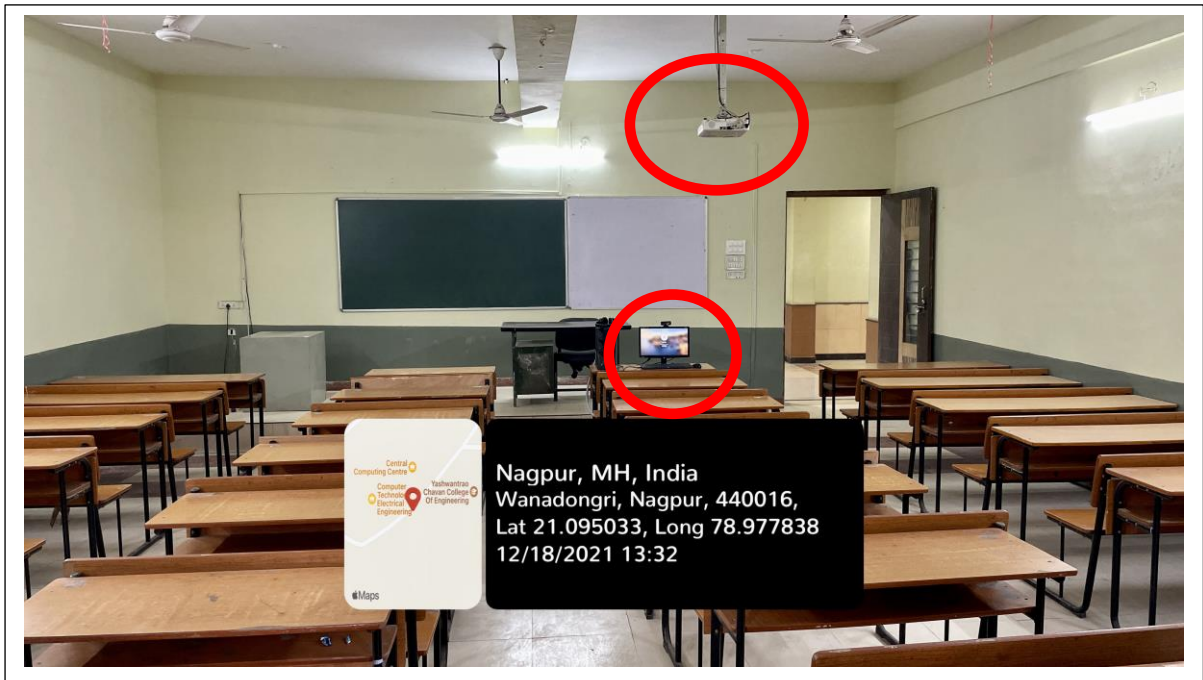 Central
Computing Centre
Computer
Technolo
Electrical
Engineering
Yashwantrao
Chavan College
Of Engineering
Maps
Nagpur, MH, India
Wanadongri, Nagpur, 440016,
Lat 21.095033, Long 78.977838
12/18/2021 13:32